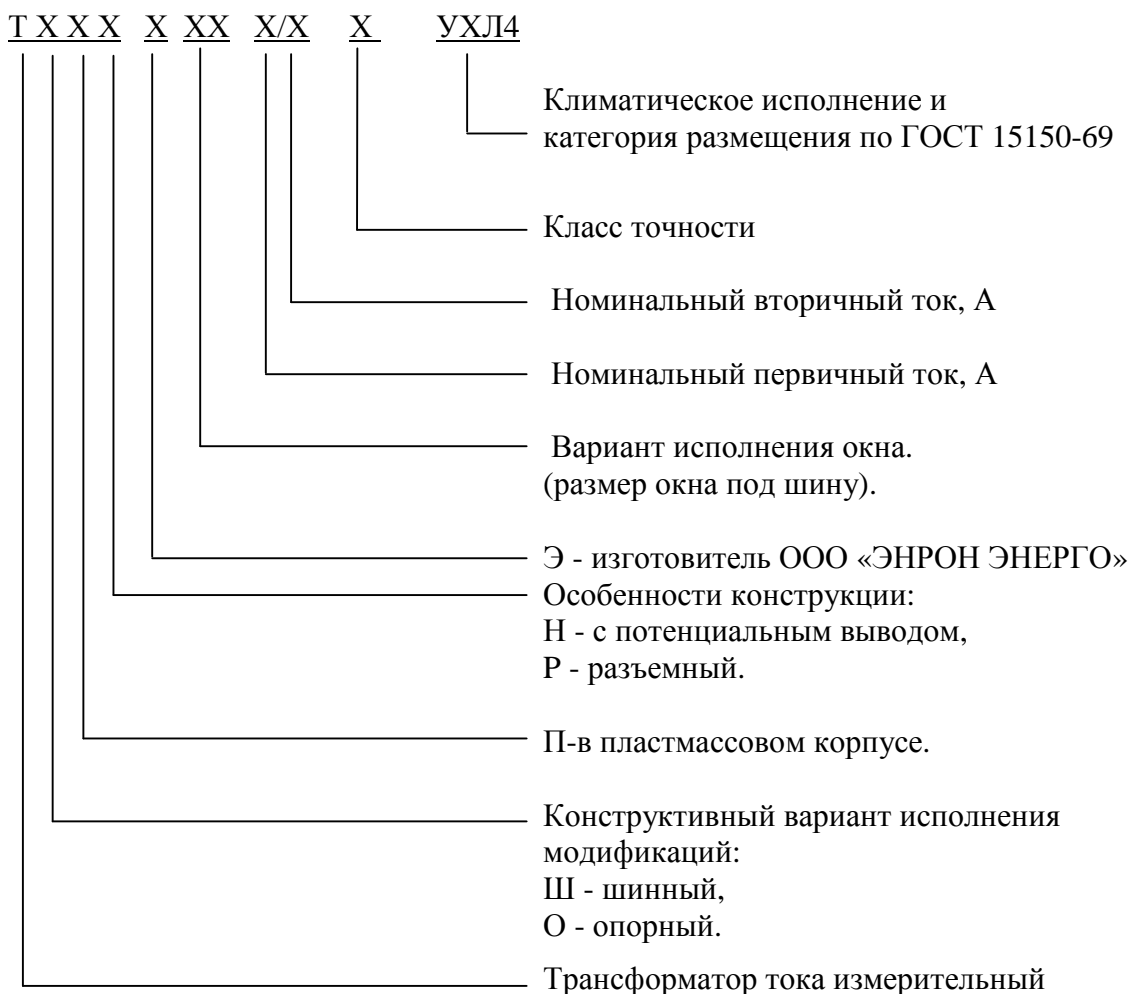 Т Х Х Х Х ХХ Х/Х Х УХЛ4
Климатическое исполнение и
категория размещения по ГОСТ 15150-69
Класс точности
Номинальный вторичный ток, А
Номинальный первичный ток, А
Вариант исполнения окна.
(размер окна под шину).
Э - изготовитель ООО «ЭНРОН ЭНЕРГО»
Особенности конструкции:
Н - с потенциальным выводом,
Р - разъемный.
П-в пластмассовом корпусе.
Конструктивный вариант исполнения
модификаций:
Ш - шинный,
О - опорный.
Трансформатор тока измерительный